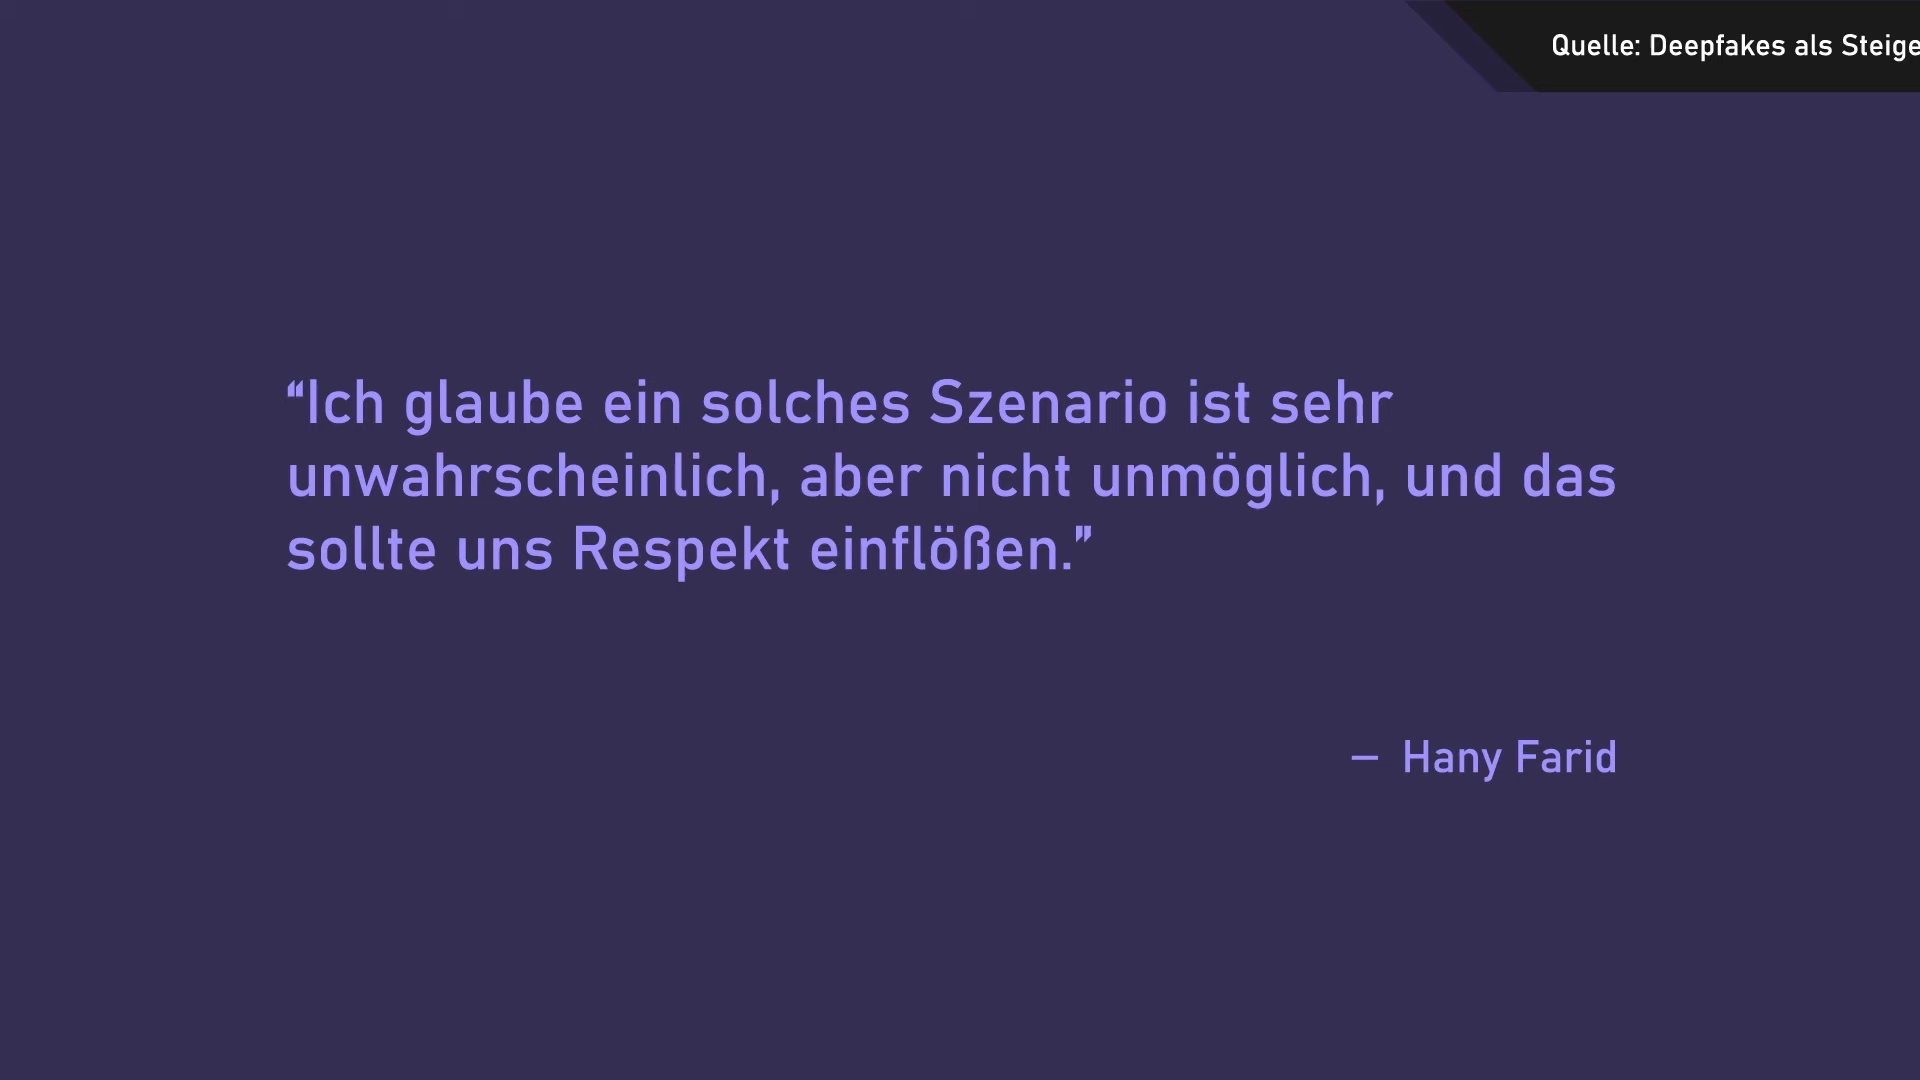 Quelle: Deepfakes als Steige
“Ich glaube ein solches Szenario ist sehr
unwahrscheinlich, aber nicht unmöglich, und das
sollte uns Respekt einflößen.”
— Hany Farid